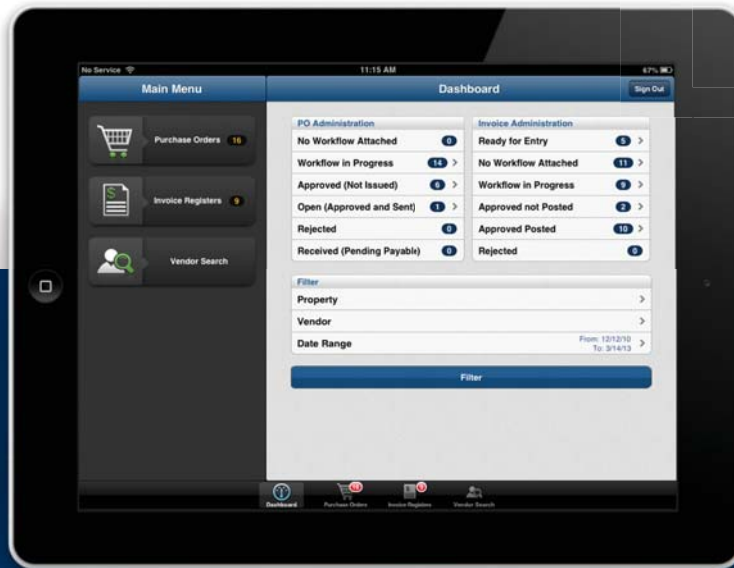 No Service
11:15 AM
67%
Main Menu
Dashboard
Sign Out
Purchase Orders 16
Invoice Registers 9
Vendor Search
PO Administration
No Workflow Attached 0
Workflow in Progress 14 >
Approved (Not Issued) 6 >
Open (Approved and Sent) 1 >
Rejected 0
Received (Pending Payable) 0
Invoice Administration
Ready for Entry 5 >
No Workflow Attached 11 >
Workflow in Progress 9 >
Approved not Posted 2 >
Approved Posted 10 >
Rejected 0
Filter
Property >
Vendor >
Date Range From: 12/12/10 To: 3/14/13 >
Filter
Dashboard
Purchase Orders
Invoice Registers
Vendor Search